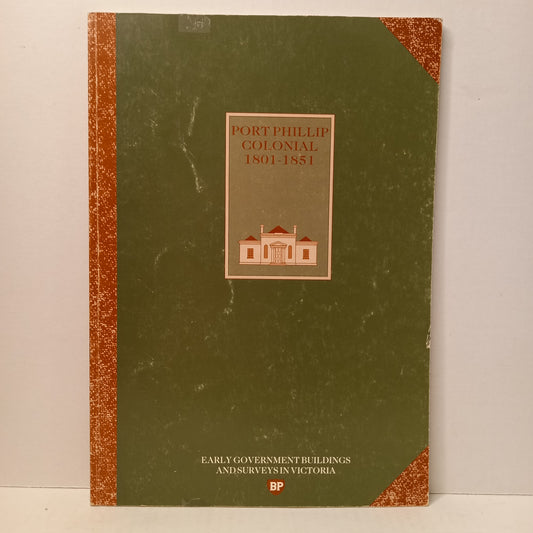 PORT PHILLIP
COLONIAL
1801-1851
EARLY GOVERNMENT BUILDINGS
AND SURVEYS IN VICTORIA
BP